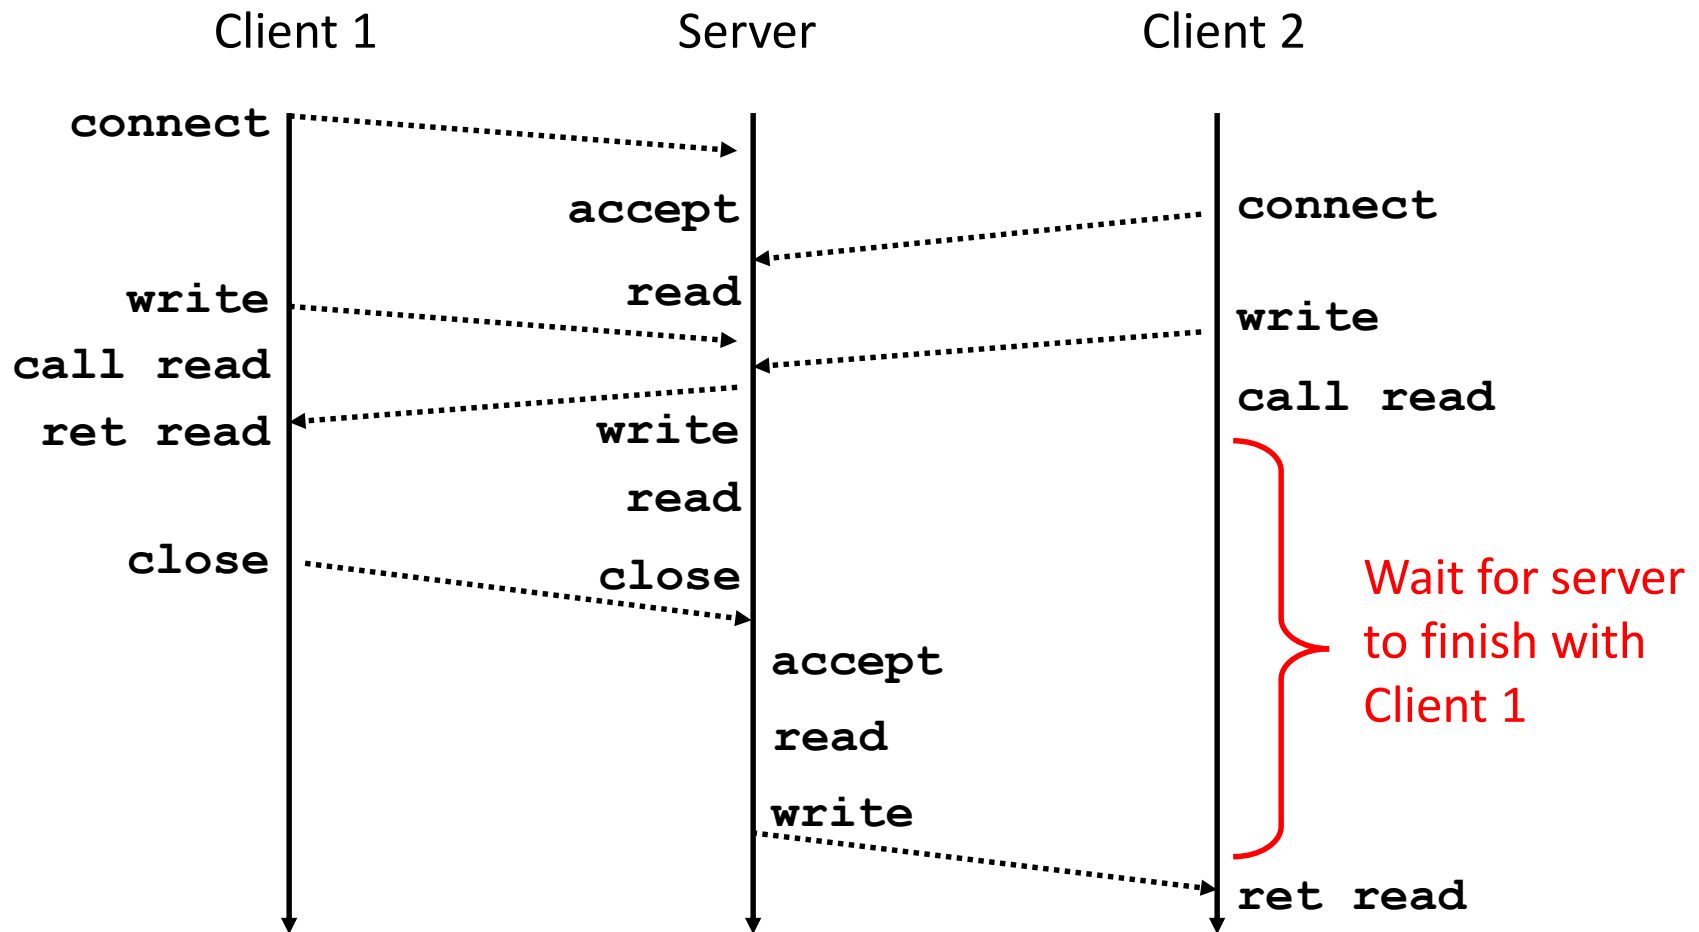 Client 1
Server
Client 2
connect
accept
connect
write
read
write
call read
call read
ret read
write
read
close
close
Wait for server
to finish with
Client 1
accept
read
write
ret read